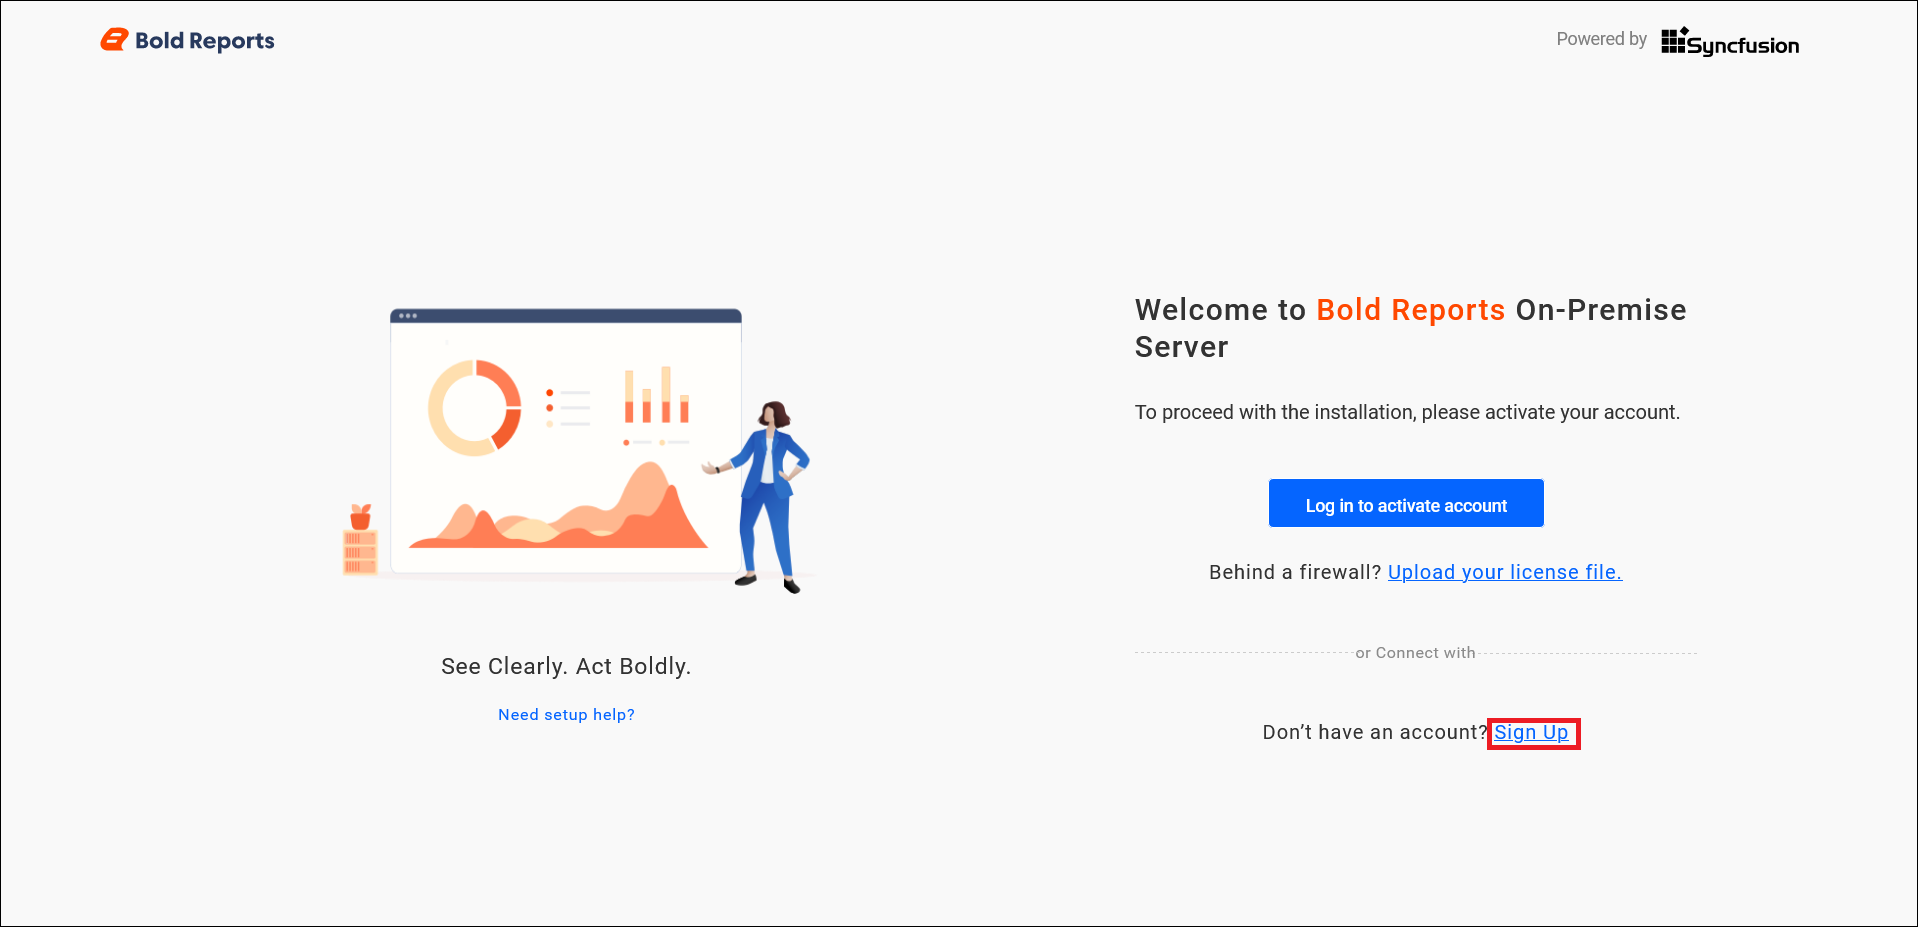 Bold Reports
Powered by Syncfusion
Welcome to Bold Reports On-Premise
Server
To proceed with the installation, please activate your account.
Log in to activate account
Behind a firewall? Upload your license file.
or Connect with
Don’t have an account? Sign Up
See Clearly. Act Boldly.
Need setup help?